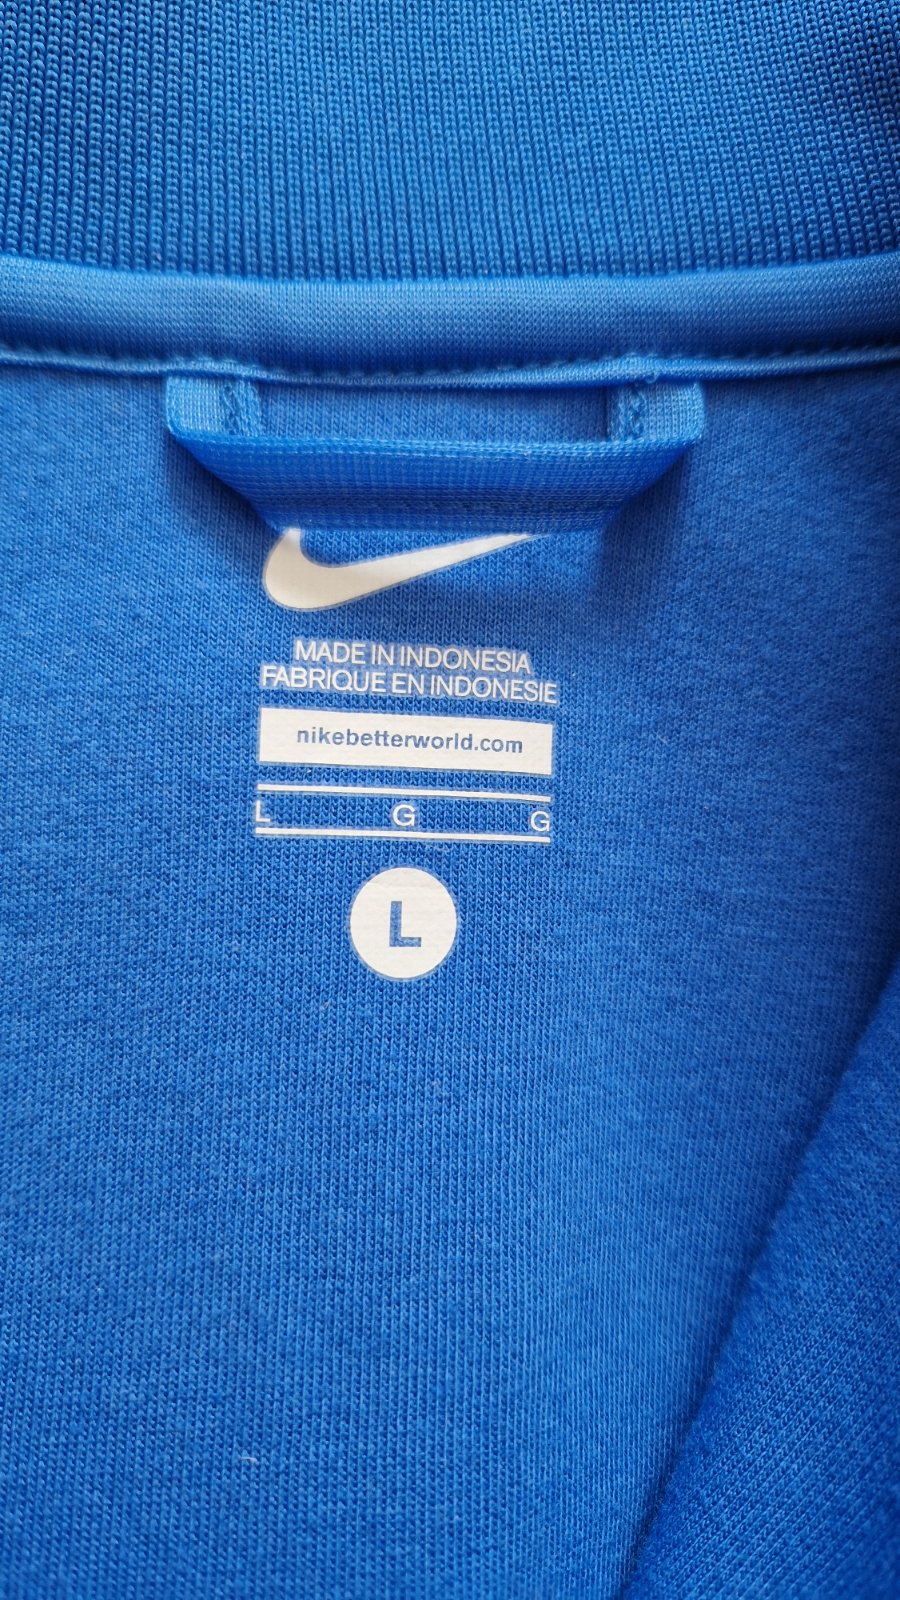 MADE IN INDONESIA
FABRIQUE EN INDONESIE
nikebetterworld.com
L G G
L